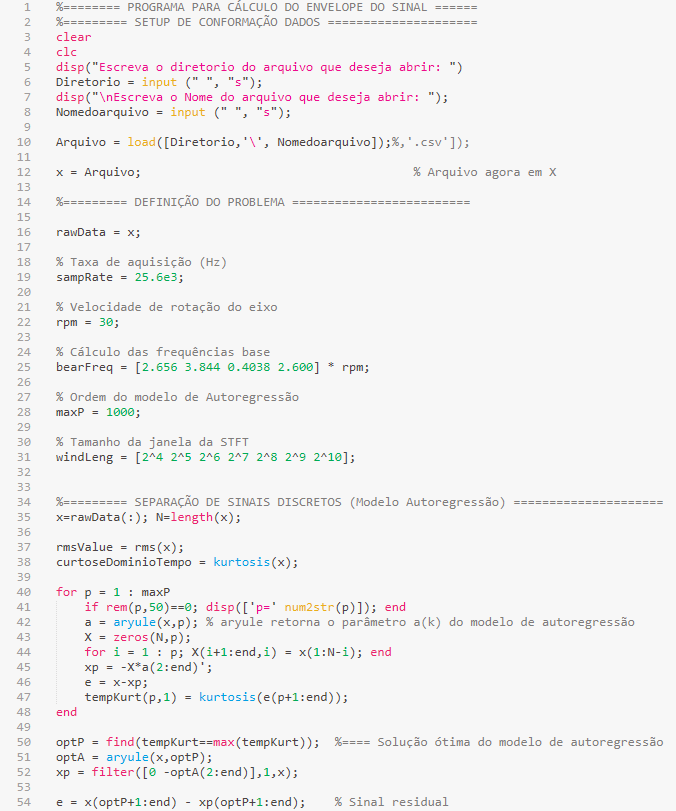 1 %======== PROGRAMA PARA CÁLCULO DO ENVELOPE DO SINAL ======
2 %========= SETUP DE CONFORMAÇÃO DADOS =====================
3 clear
4 clc
5 disp("Escreva o diretorio do arquivo que deseja abrir: ")
6 Diretorio = input (" ", "s");
7 disp("\nEscreva o Nome do arquivo que deseja abrir: ");
8 Nomedoarquivo = input (" ", "s");
9
10 Arquivo = load([Diretorio,'\', Nomedoarquivo]);%,'.csv']);
11
12 x = Arquivo; % Arquivo agora em X
13
14 %========= DEFINIÇÃO DO PROBLEMA =========================
15
16 rawData = x;
17
18 % Taxa de aquisição (Hz)
19 sampRate = 25.6e3;
20
21 % Velocidade de rotação do eixo
22 rpm = 30;
23
24 % Cálculo das frequências base
25 bearFreq = [2.656 3.844 0.4038 2.600] * rpm;
26
27 % Ordem do modelo de Autoregressão
28 maxP = 1000;
29
30 % Tamanho da janela da STFT
31 windLeng = [2^4 2^5 2^6 2^7 2^8 2^9 2^10];
32
33
34 %========= SEPARAÇÃO DE SINAIS DISCRETOS (Modelo Autoregressão) =====================
35 x=rawData(:); N=length(x);
36
37 rmsValue = rms(x);
38 curtoseDominioTempo = kurtosis(x);
39
40 for p = 1 : maxP
41 if rem(p,50)==0; disp(['p=' num2str(p)]); end
42 a = aryule(x,p); % aryule retorna o parâmetro a(k) do modelo de autoregressão
43 X = zeros(N,p);
44 for i = 1 : p; X(i+1:end,i) = x(1:N-i); end
45 xp = -X*a(2:end)';
46 e = x-xp;
47 tempKurt(p,1) = kurtosis(e(p+1:end));
48 end
49
50 optP = find(tempKurt==max(tempKurt)); %==== Solução ótima do modelo de autoregressão
51 optA = aryule(x,optP);
52 xp = filter([0 -optA(2:end)],1,x);
53
54 e = x(optP+1:end) - xp(optP+1:end); % Sinal residual